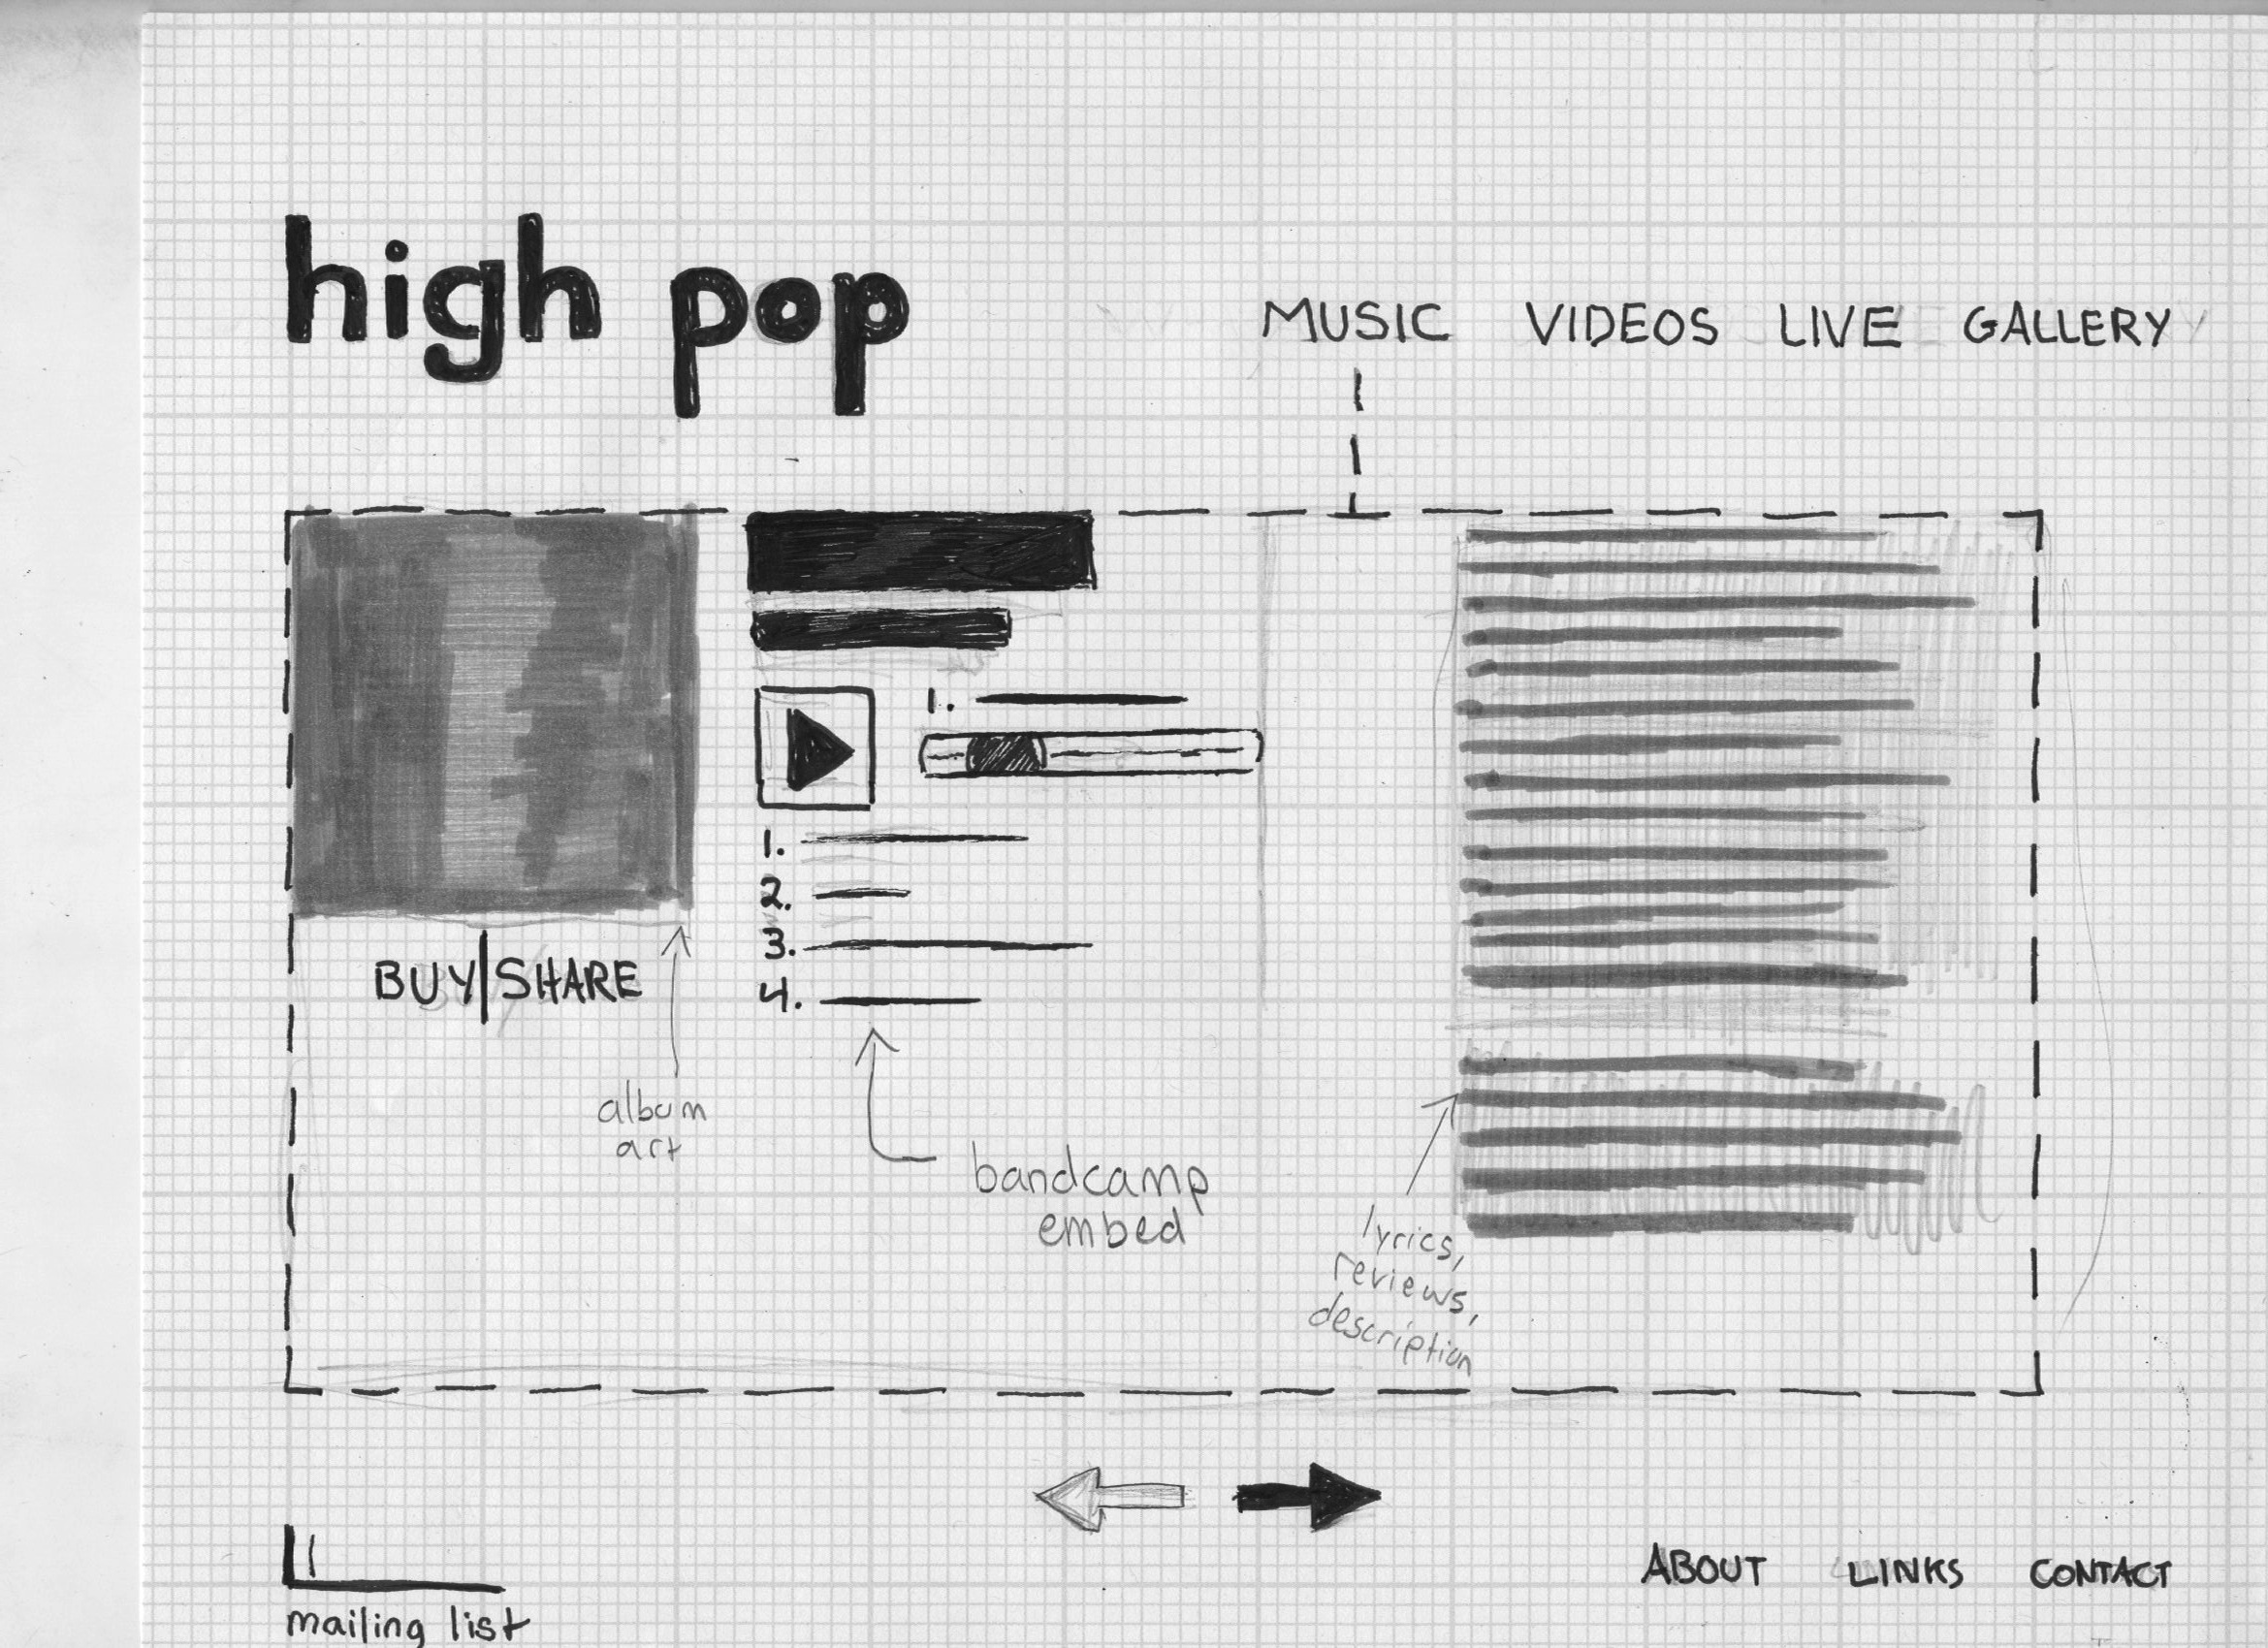 high pop
MUSIC VIDEOS LIVE GALLERY
1.
1.
2.
3.
4.
BUY|SHARE
album
art
bandcamp
embed
lyrics,
reviews,
description
ABOUT LINKS CONTACT
mailing list